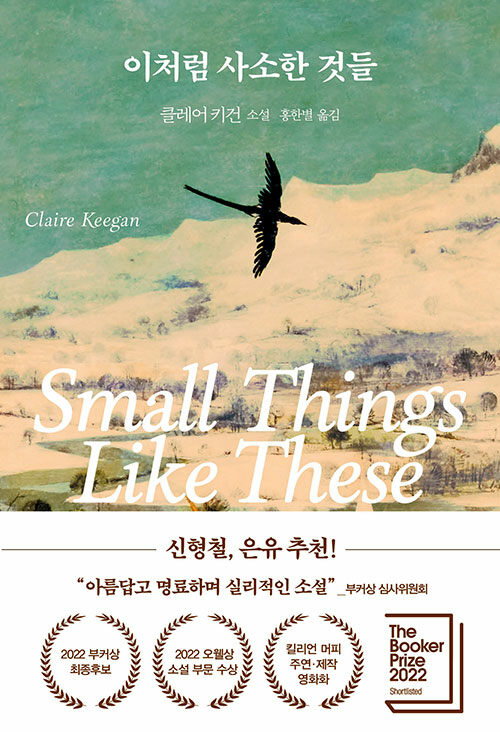 이처럼 사소한 것들
클레어 키건 소설 홍한별 옮김
Claire Keegan
Small Things
Like These
신형철, 은유 추천!
“아름답고 명료하며 실리적인 소설”_부커상 심사위원회
2022 부커상
최종후보
2022 오웰상
소설 부문 수상
킬리언 머피
주연·제작
영화화
The
Booker
Prize
2022
Shortlisted